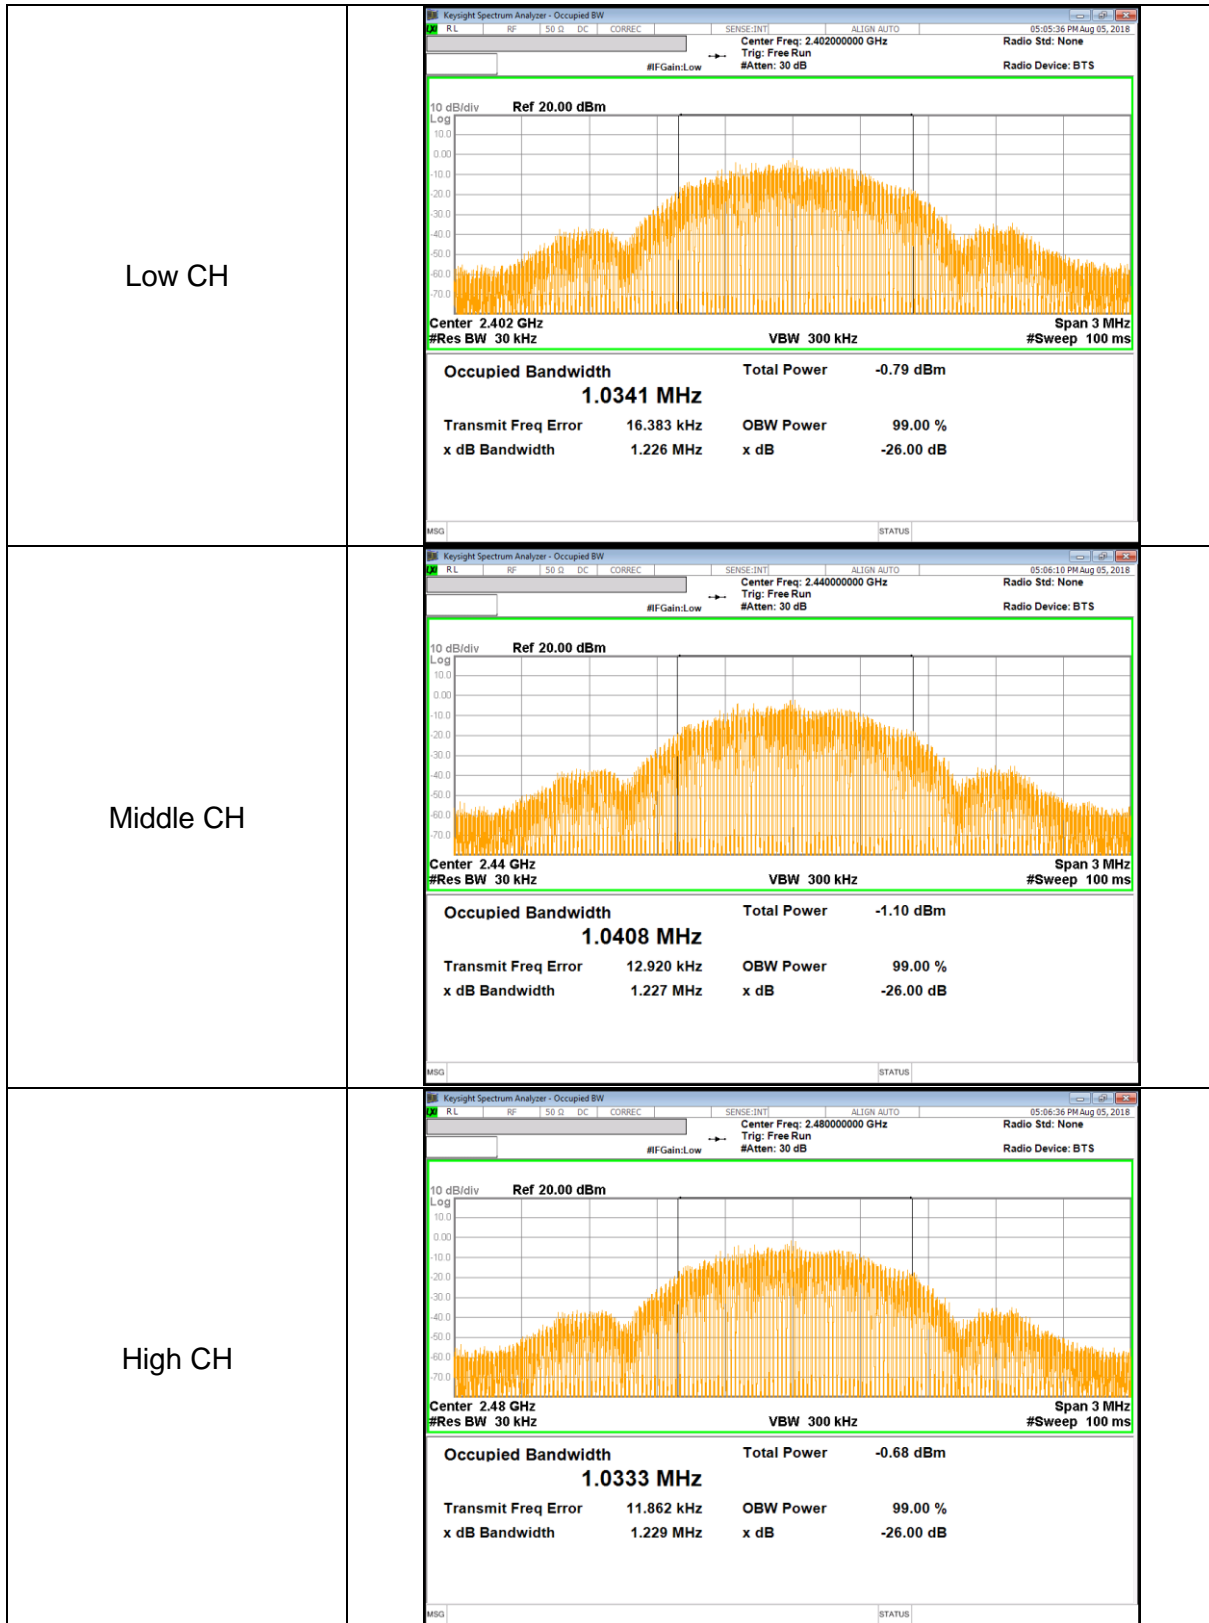 Low CH
Keysight Spectrum Analyzer - Occupied BW
RL RF 50 Ω DC CORREC SENSE:INT ALIGN AUTO 05:05:36 PM Aug 05, 2018
Center Freq: 2.402000000 GHz Radio Std: None
Trig: Free Run
#IFGain:Low #Atten: 30 dB Radio Device: BTS
10 dB/div Ref 20.00 dBm
Log
10.0
0.00
-10.0
-20.0
-30.0
-40.0
-50.0
-60.0
-70.0
Center 2.402 GHz Span 3 MHz
#Res BW 30 kHz VBW 300 kHz #Sweep 100 ms
Occupied Bandwidth Total Power -0.79 dBm
1.0341 MHz
Transmit Freq Error 16.383 kHz OBW Power 99.00 %
x dB Bandwidth 1.226 MHz x dB -26.00 dB
MSG STATUS
Middle CH
Keysight Spectrum Analyzer - Occupied BW
RL RF 50 Ω DC CORREC SENSE:INT ALIGN AUTO 05:06:10 PM Aug 05, 2018
Center Freq: 2.440000000 GHz Radio Std: None
Trig: Free Run
#IFGain:Low #Atten: 30 dB Radio Device: BTS
10 dB/div Ref 20.00 dBm
Log
10.0
0.00
-10.0
-20.0
-30.0
-40.0
-50.0
-60.0
-70.0
Center 2.44 GHz Span 3 MHz
#Res BW 30 kHz VBW 300 kHz #Sweep 100 ms
Occupied Bandwidth Total Power -1.10 dBm
1.0408 MHz
Transmit Freq Error 12.920 kHz OBW Power 99.00 %
x dB Bandwidth 1.227 MHz x dB -26.00 dB
MSG STATUS
High CH
Keysight Spectrum Analyzer - Occupied BW
RL RF 50 Ω DC CORREC SENSE:INT ALIGN AUTO 05:06:36 PM Aug 05, 2018
Center Freq: 2.480000000 GHz Radio Std: None
Trig: Free Run
#IFGain:Low #Atten: 30 dB Radio Device: BTS
10 dB/div Ref 20.00 dBm
Log
10.0
0.00
-10.0
-20.0
-30.0
-40.0
-50.0
-60.0
-70.0
Center 2.48 GHz Span 3 MHz
#Res BW 30 kHz VBW 300 kHz #Sweep 100 ms
Occupied Bandwidth Total Power -0.68 dBm
1.0333 MHz
Transmit Freq Error 11.862 kHz OBW Power 99.00 %
x dB Bandwidth 1.229 MHz x dB -26.00 dB
MSG STATUS